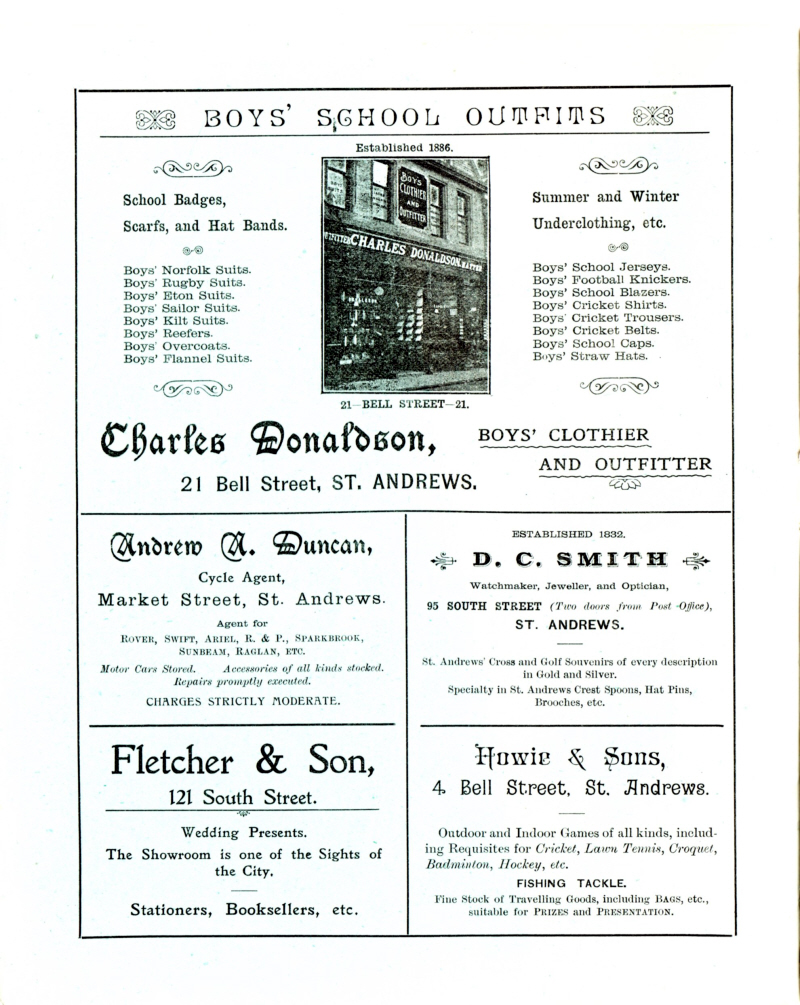 BOYS' SCHOOL OUTFITS
Established 1886.
School Badges,
Scarfs, and Hat Bands.
Boys' Norfolk Suits.
Boys' Rugby Suits.
Boys' Eton Suits.
Boys' Sailor Suits.
Boys' Kilt Suits.
Boys' Reefers.
Boys' Overcoats.
Boys' Flannel Suits.
BOYS
CLOTHIER
AND
OUTFITTER
CHARLES DONALDSON. HATTER
21—BELL STREET—21.
Summer and Winter
Underclothing, etc.
Boys' School Jerseys.
Boys' Football Knickers.
Boys' School Blazers.
Boys' Cricket Shirts.
Boys' Cricket Trousers.
Boys' Cricket Belts.
Boys' School Caps.
Boys' Straw Hats.
Charles Donaldson,
BOYS' CLOTHIER
AND OUTFITTER
21 Bell Street, ST. ANDREWS.
Andrew A. Duncan,
Cycle Agent,
Market Street, St. Andrews.
Agent for
ROVER, SWIFT, ARIEL, R. & P., SPARKBROOK,
SUNBEAM, RAGLAN, ETC.
Motor Cars Stored. Accessories of all kinds stocked.
Repairs promptly executed.
CHARGES STRICTLY MODERATE.
ESTABLISHED 1832.
D. C. SMITH
Watchmaker, Jeweller, and Optician,
95 SOUTH STREET (Two doors from Post Office),
ST. ANDREWS.
St. Andrews' Cross and Golf Souvenirs of every description
in Gold and Silver.
Specialty in St. Andrews Crest Spoons, Hat Pins,
Brooches, etc.
Fletcher & Son,
121 South Street.
Wedding Presents.
The Showroom is one of the Sights of
the City.
Stationers, Booksellers, etc.
Howie & Sons,
4 Bell Street, St. Andrews.
Outdoor and Indoor Games of all kinds, includ-
ing Requisites for Cricket, Lawn Tennis, Croquet,
Badminton, Hockey, etc.
FISHING TACKLE.
Fine Stock of Travelling Goods, including BAGS, etc.,
suitable for PRIZES and PRESENTATION.